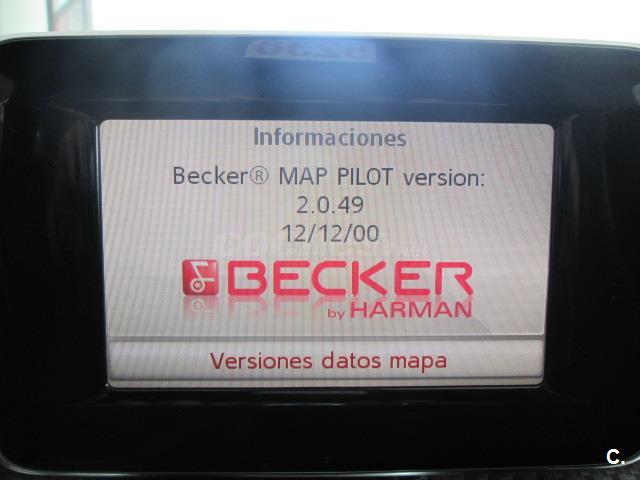 Informaciones
Becker® MAP PILOT version:
2.0.49
12/12/00
BECKER
by HARMAN
Versiones datos mapa
C.